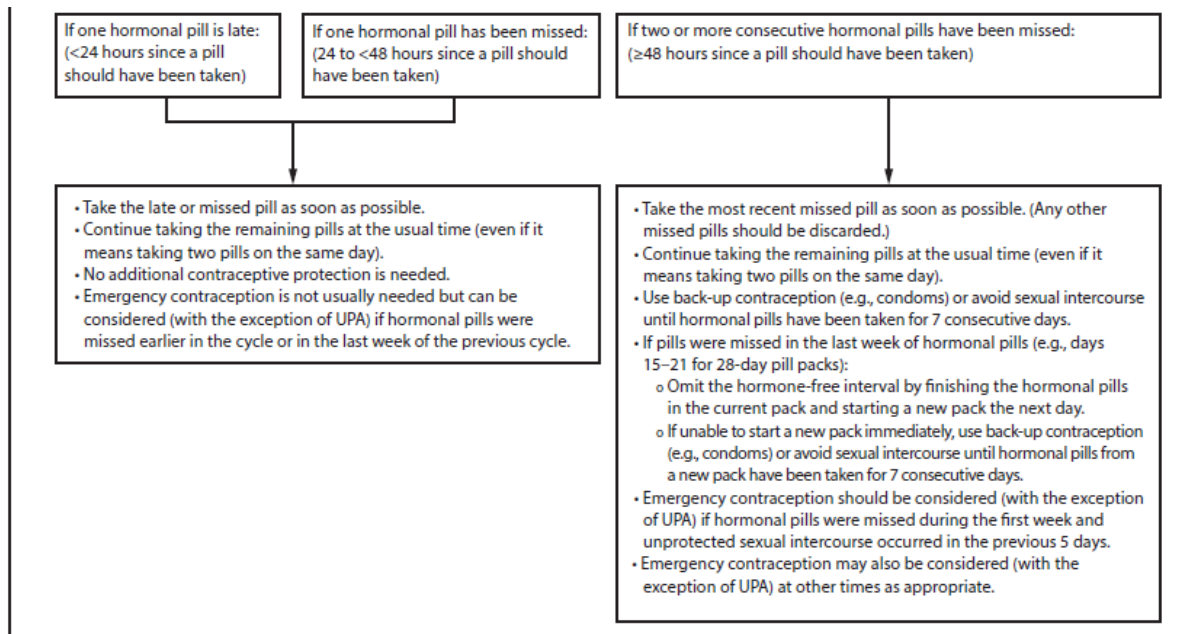 If one hormonal pill is late:
(<24 hours since a pill
should have been taken)
If one hormonal pill has been missed:
(24 to <48 hours since a pill should
have been taken)
If two or more consecutive hormonal pills have been missed:
(≥48 hours since a pill should have been taken)
• Take the late or missed pill as soon as possible.
• Continue taking the remaining pills at the usual time (even if it
means taking two pills on the same day).
• No additional contraceptive protection is needed.
• Emergency contraception is not usually needed but can be
considered (with the exception of UPA) if hormonal pills were
missed earlier in the cycle or in the last week of the previous cycle.
• Take the most recent missed pill as soon as possible. (Any other
missed pills should be discarded.)
• Continue taking the remaining pills at the usual time (even if it
means taking two pills on the same day).
• Use back-up contraception (e.g., condoms) or avoid sexual intercourse
until hormonal pills have been taken for 7 consecutive days.
• If pills were missed in the last week of hormonal pills (e.g., days
15–21 for 28-day pill packs):
o Omit the hormone-free interval by finishing the hormonal pills
in the current pack and starting a new pack the next day.
o If unable to start a new pack immediately, use back-up contraception
(e.g., condoms) or avoid sexual intercourse until hormonal pills from
a new pack have been taken for 7 consecutive days.
• Emergency contraception should be considered (with the exception
of UPA) if hormonal pills were missed during the first week and
unprotected sexual intercourse occurred in the previous 5 days.
• Emergency contraception may also be considered (with the
exception of UPA) at other times as appropriate.